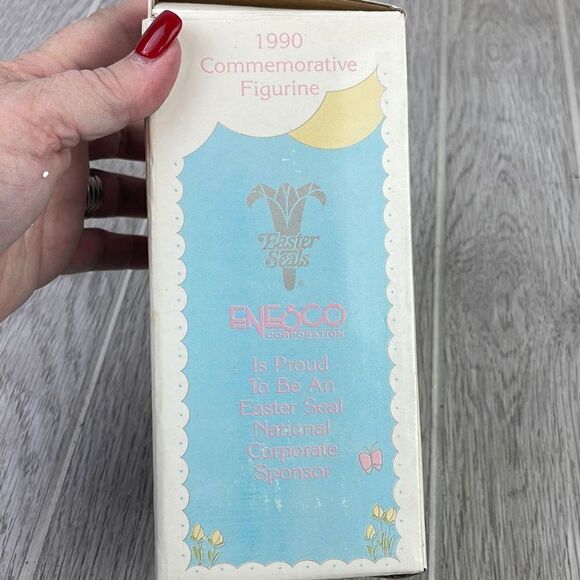 1990
Commemorative
Figurine
Easter
Seals
®
ENESCO
CORPORATION
Is Proud
To Be An
Easter Seal
National
Corporate
Sponsor